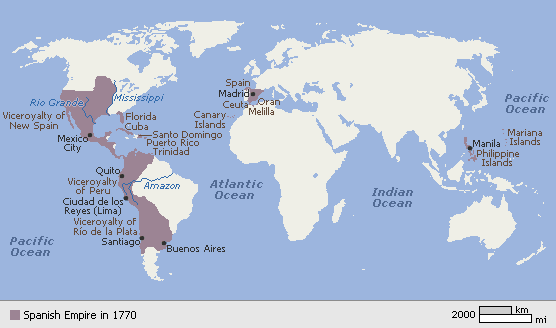 Spain
Madrid
Ceuta
Oran
Melilla
Canary
Islands
Río Grande
Mississippi
Viceroyalty of
New Spain
Mexico
City
Florida
Cuba
Santo Domingo
Puerto Rico
Trinidad
Quito
Viceroyalty
of Peru
Amazon
Ciudad de los
Reyes (Lima)
Viceroyalty of
Río de la Plata
Santiago
Buenos Aires
Pacific
Ocean
Atlantic
Ocean
Indian
Ocean
Pacific
Ocean
Mariana
Islands
Manila
Philippine
Islands
Spanish Empire in 1770
2000
km
mi